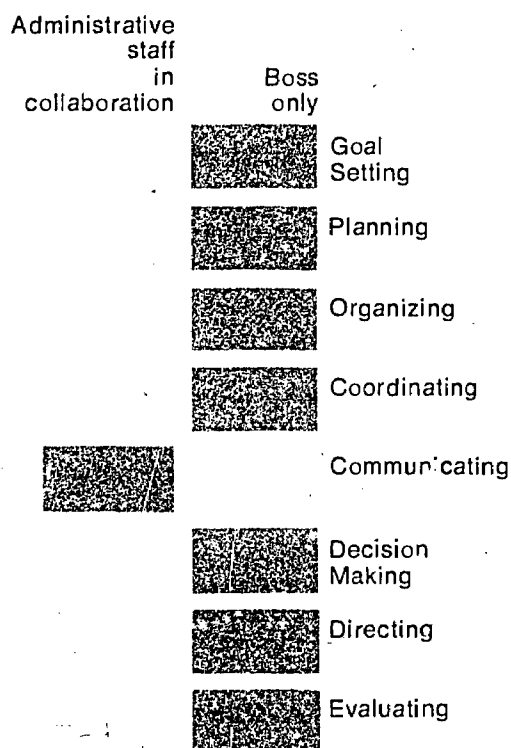 Administrative
staff
in
collaboration
Boss
only
Goal
Setting
Planning
Organizing
Coordinating
Communicating
Decision
Making
Directing
Evaluating